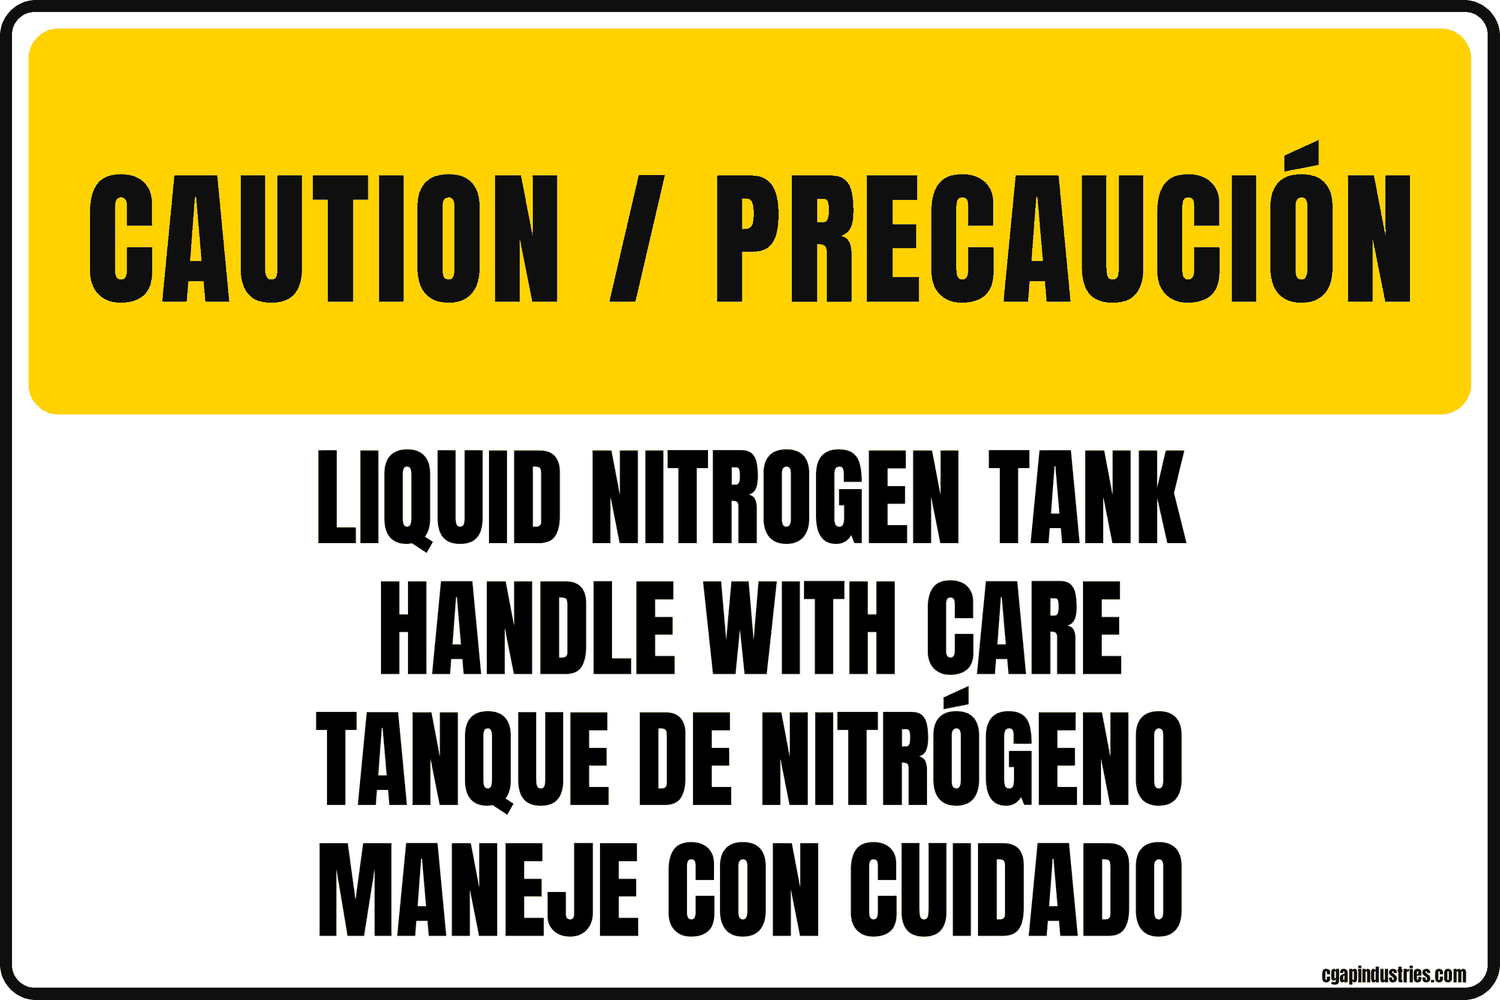 CAUTION / PRECAUCIÓN
LIQUID NITROGEN TANK
HANDLE WITH CARE
TANQUE DE NITRÓGENO
MANEJE CON CUIDADO
cgapindustries.com